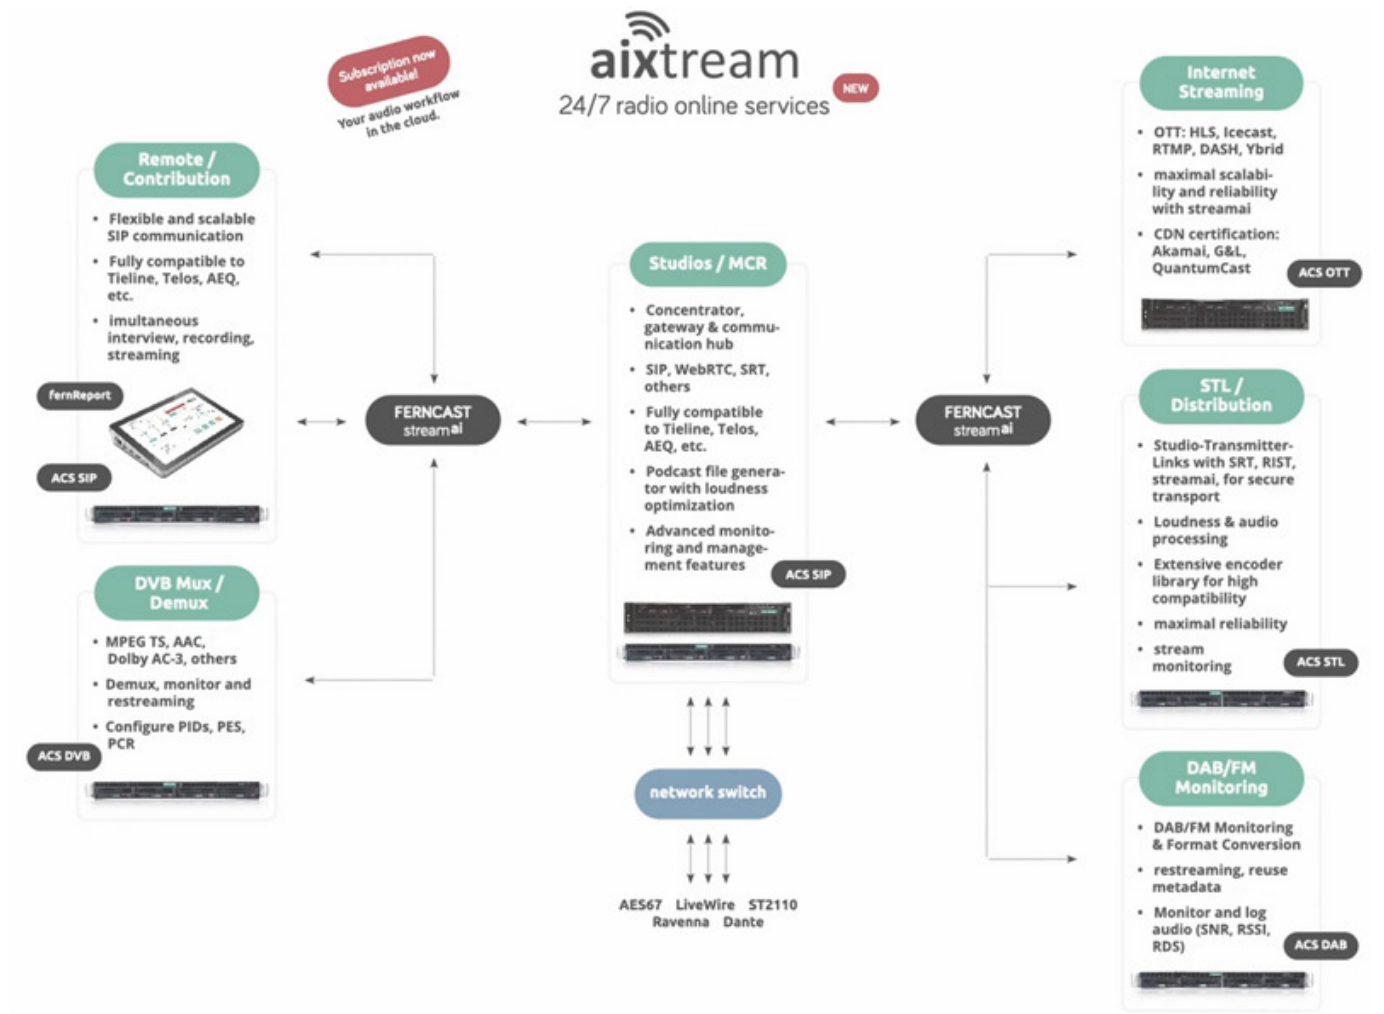 Subscription now
available!
Your audio workflow
in the cloud.
aixtream
24/7 radio online services
NEW
Remote /
Contribution
• Flexible and scalable
SIP communication
• Fully compatible to
Tieline, Telos, AEQ,
etc.
• imultaneous
interview, recording,
streaming
fernReport
ACS SIP
DVB Mux /
Demux
• MPEG TS, AAC,
Dolby AC-3, others
• Demux, monitor and
restreaming
• Configure PIDs, PES,
PCR
ACS DVB
FERNCAST
streamai
Studios / MCR
• Concentrator,
gateway & commu-
nication hub
• SIP, WebRTC, SRT,
others
• Fully compatible
to Tieline, Telos,
AEQ, etc.
• Podcast file genera-
tor with loudness
optimization
• Advanced monito-
ring and manage-
ment features
ACS SIP
network switch
AES67 LiveWire ST2110
Ravenna Dante
FERNCAST
streamai
Internet
Streaming
• OTT: HLS, Icecast,
RTMP, DASH, Ybrid
• maximal scalabi-
lity and reliability
with streamai
• CDN certification:
Akamai, G&L,
QuantumCast
ACS OTT
STL /
Distribution
• Studio-Transmitter-
Links with SRT, RIST,
streamai, for secure
transport
• Loudness & audio
processing
• Extensive encoder
library for high
compatibility
• maximal reliability
• stream
monitoring
ACS STL
DAB/FM
Monitoring
• DAB/FM Monitoring
& Format Conversion
• restreaming, reuse
metadata
• Monitor and log
audio (SNR, RSSI,
RDS)
ACS DAB